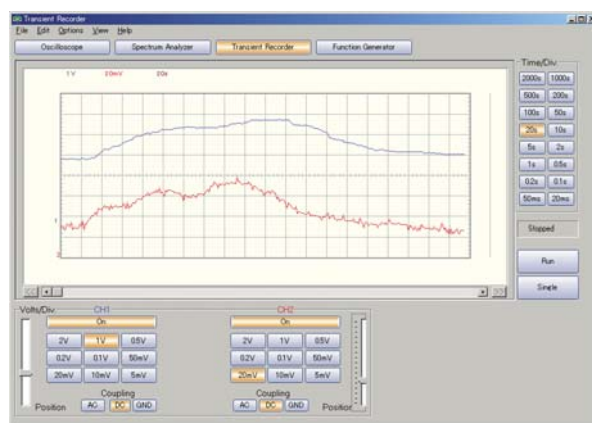 Transient Recorder
File Edit Options View Help
Oscilloscope Spectrum Analyzer Transient Recorder Function Generator
1V 20mV 20s
1
2
Time/Div.
2000s 1000s
500s 200s
100s 50s
20s 10s
5s 2s
1s 0.5s
0.2s 0.1s
50ms 20ms
Stopped
Run
Single
Volts/Div. CH1
On
2V 1V 0.5V
0.2V 0.1V 50mV
20mV 10mV 5mV
Coupling
Position AC DC GND
CH2
On
2V 1V 0.5V
0.2V 0.1V 50mV
20mV 10mV 5mV
Coupling
AC DC GND Position